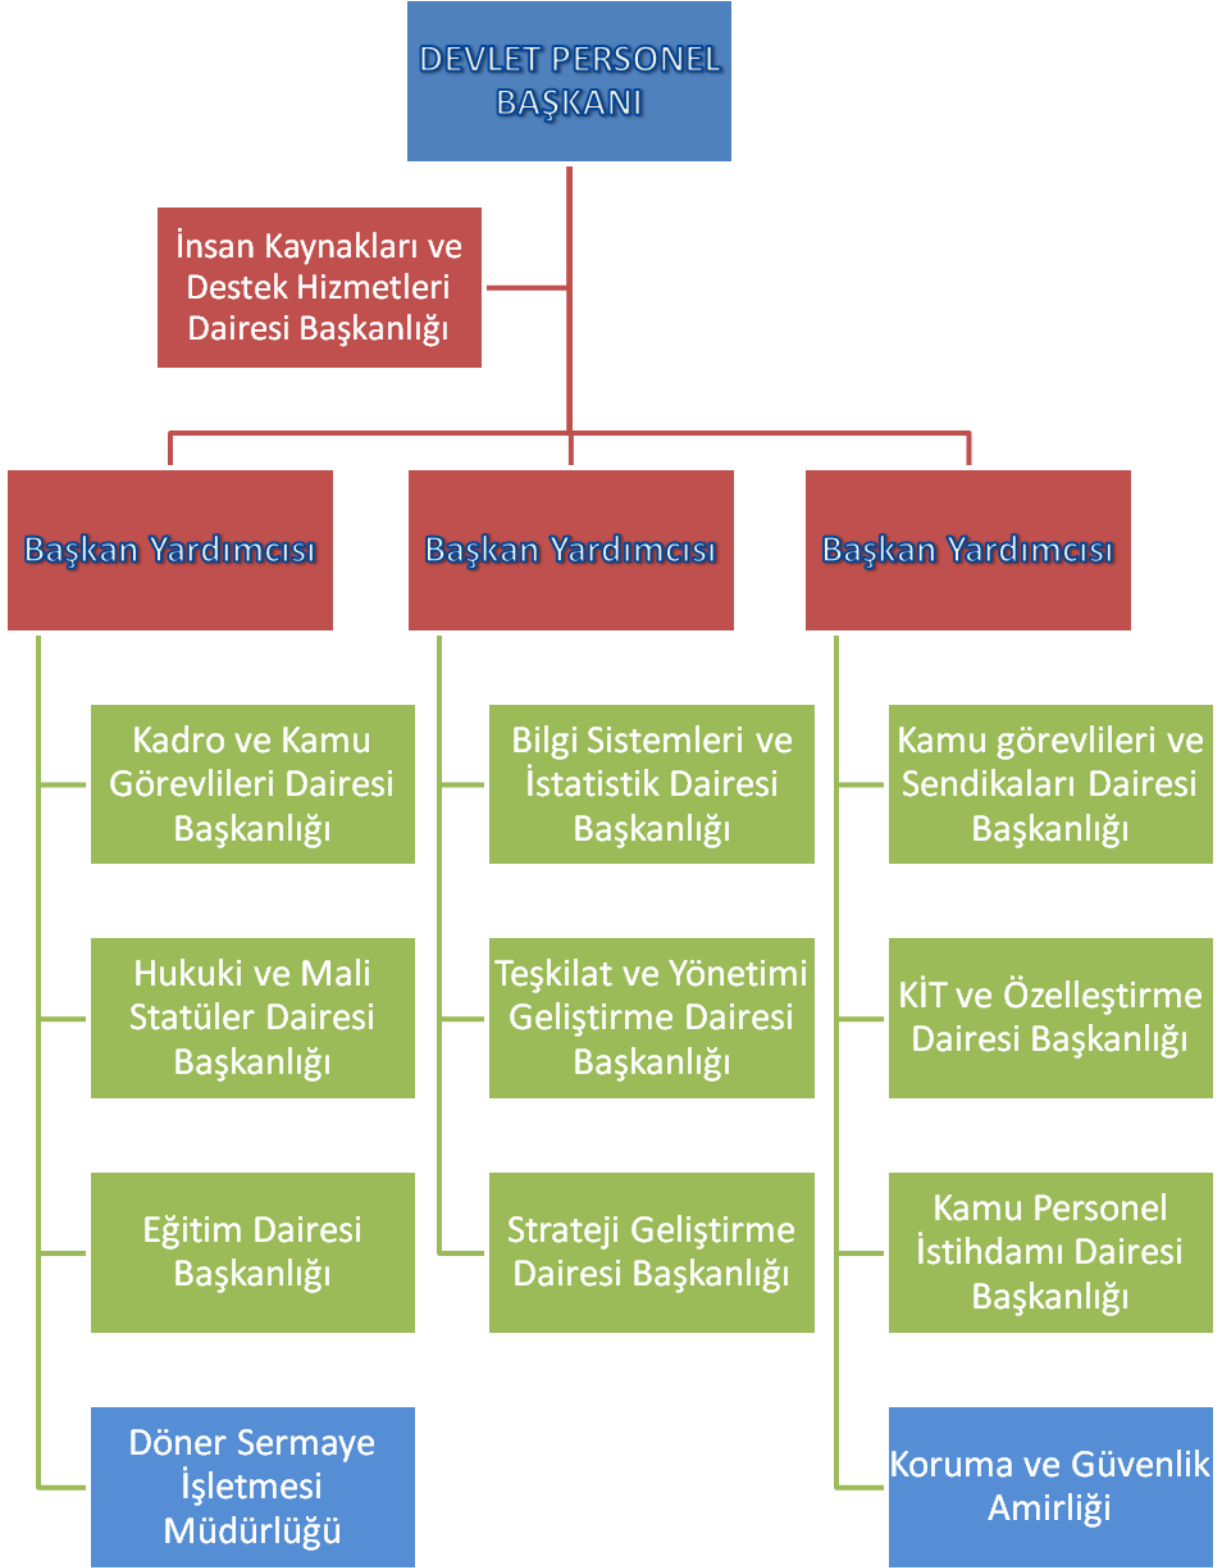 DEVLET PERSONEL
BAŞKANI
İnsan Kaynakları ve
Destek Hizmetleri
Dairesi Başkanlığı
Başkan Yardımcısı
Başkan Yardımcısı
Başkan Yardımcısı
Kadro ve Kamu
Görevlileri Dairesi
Başkanlığı
Hukuki ve Mali
Statüler Dairesi
Başkanlığı
Eğitim Dairesi
Başkanlığı
Döner Sermaye
İşletmesi
Müdürlüğü
Bilgi Sistemleri ve
İstatistik Dairesi
Başkanlığı
Teşkilat ve Yönetimi
Geliştirme Dairesi
Başkanlığı
Strateji Geliştirme
Dairesi Başkanlığı
Kamu görevlileri ve
Sendikaları Dairesi
Başkanlığı
KİT ve Özelleştirme
Dairesi Başkanlığı
Kamu Personel
İstihdamı Dairesi
Başkanlığı
Koruma ve Güvenlik
Amirliği